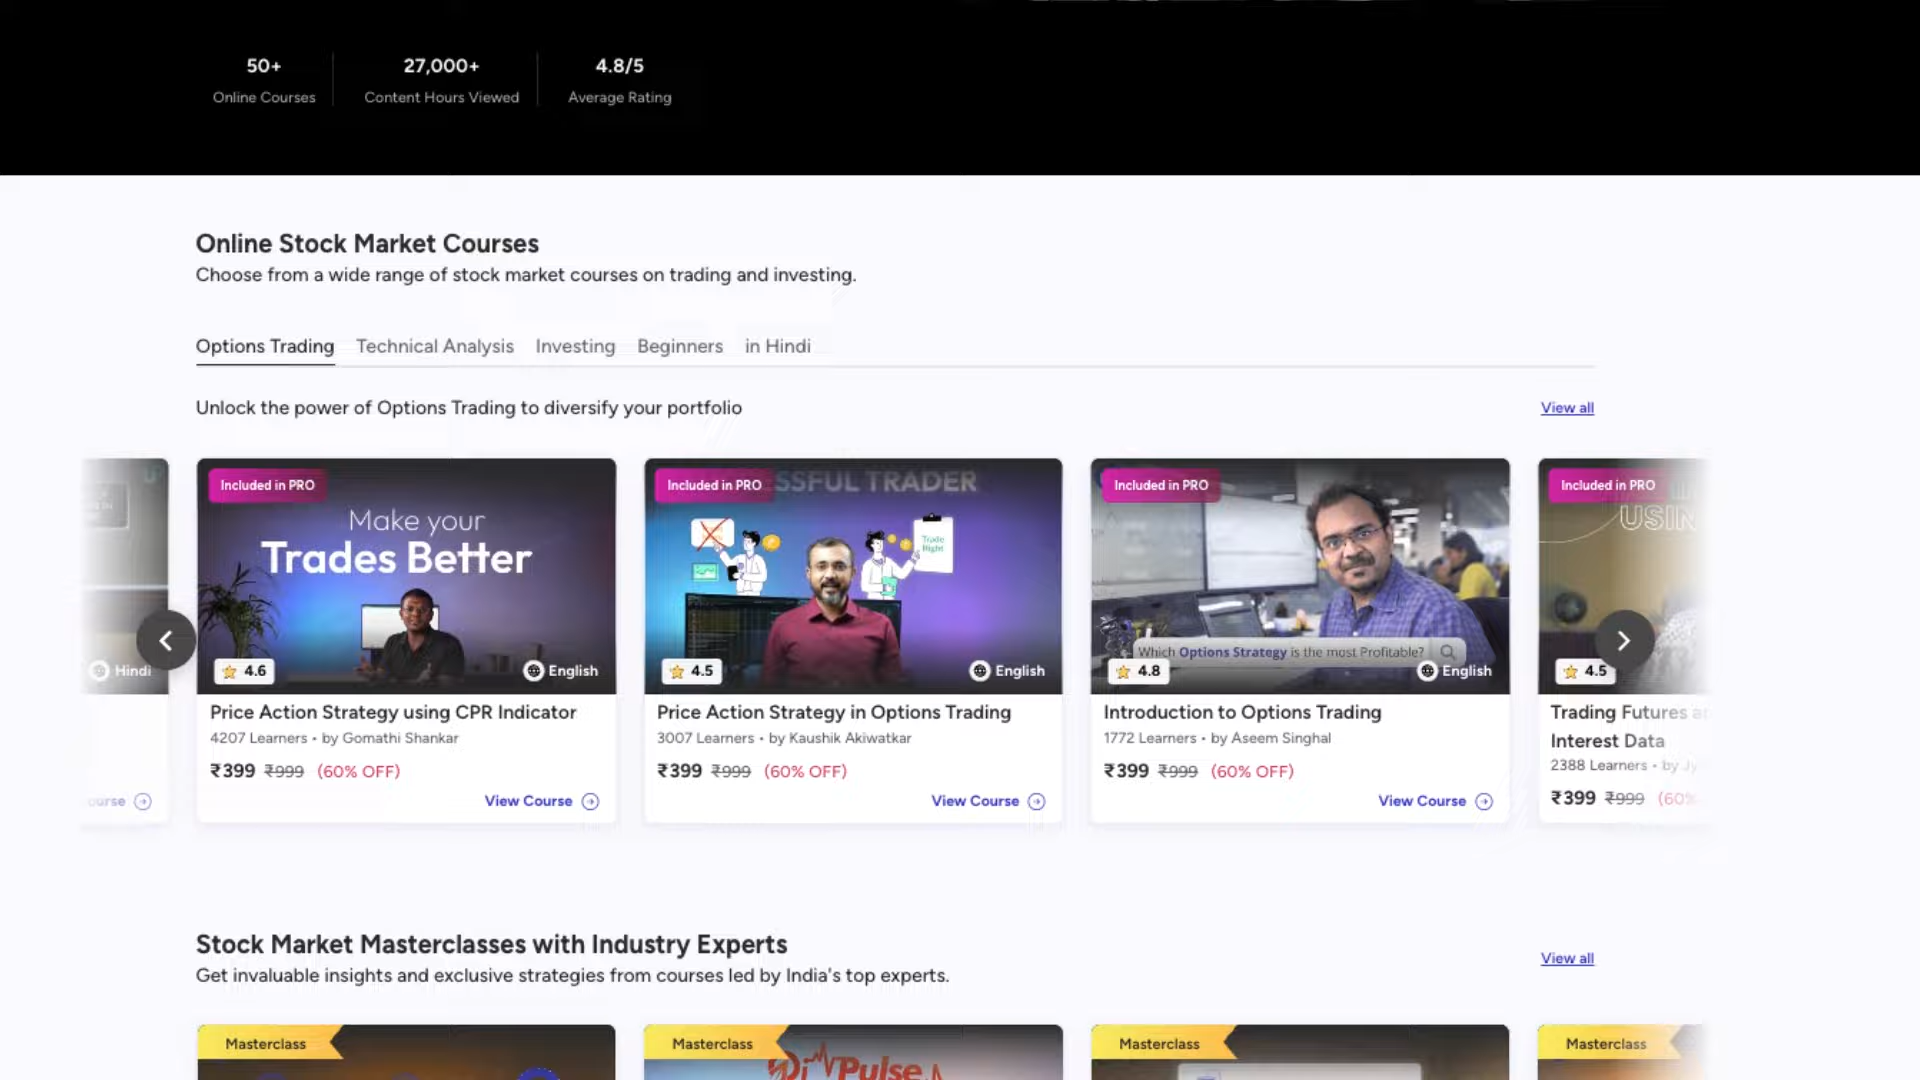 50+
Online Courses
27,000+
Content Hours Viewed
4.8/5
Average Rating
Online Stock Market Courses
Choose from a wide range of stock market courses on trading and investing.
Options Trading
Technical Analysis
Investing
Beginners
in Hindi
Unlock the power of Options Trading to diversify your portfolio
View all
Hindi
Included in PRO
Make your
Trades Better
4.6
English
Price Action Strategy using CPR Indicator
4207 Learners • by Gomathi Shankar
₹399 ₹999 (60% OFF)
View Course
Included in PRO
SSFUL TRADER
Trade
Right
4.5
English
Price Action Strategy in Options Trading
3007 Learners • by Kaushik Akiwatkar
₹399 ₹999 (60% OFF)
View Course
Included in PRO
Which Options Strategy is the most Profitable?
4.8
English
Introduction to Options Trading
1772 Learners • by Aseem Singhal
₹399 ₹999 (60% OFF)
View Course
Included in PRO
USIN
4.5
Trading Futures
Interest Data
2388 Learners • by
₹399 ₹999 (60%
Stock Market Masterclasses with Industry Experts
Get invaluable insights and exclusive strategies from courses led by India's top experts.
View all
Masterclass
Masterclass
Pulse
Masterclass
Masterclass